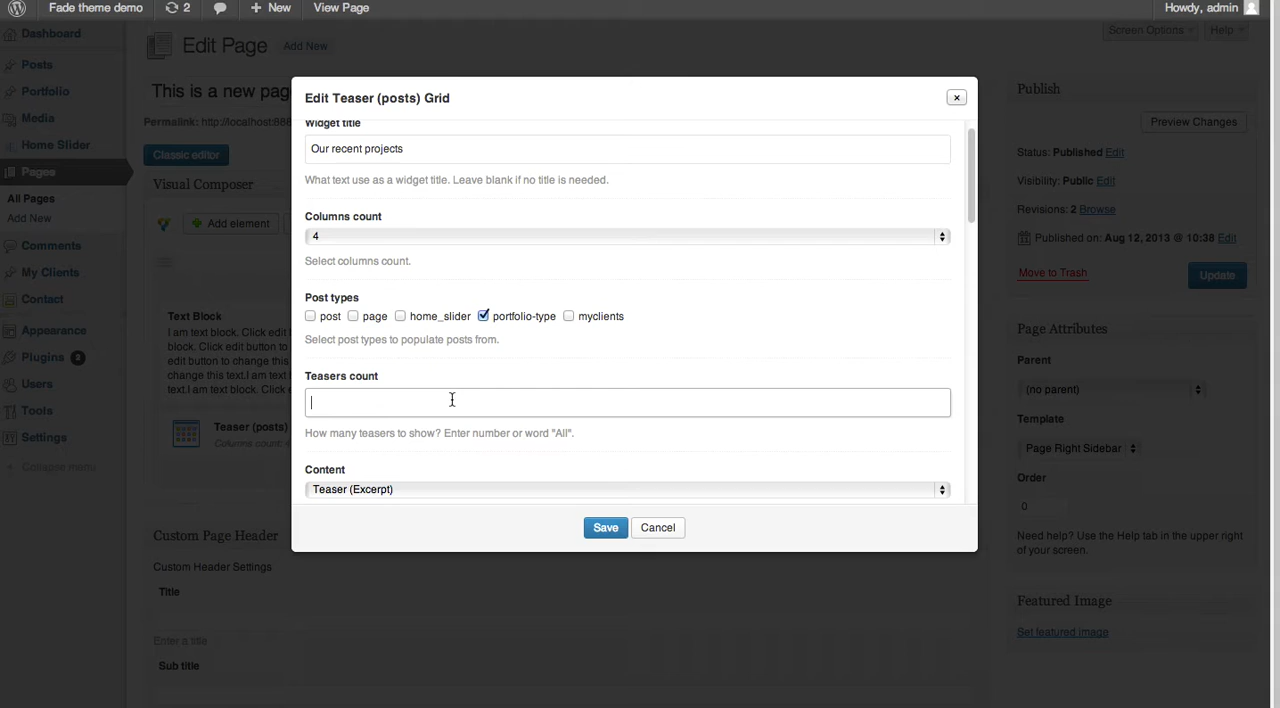 Fade theme demo 2 + New View Page Howdy, admin
Dashboard
Posts
Portfolio
Media
Home Slider
Pages
All Pages
Add New
Comments
My Clients
Contact
Appearance
Plugins 3
Users
Tools
Settings
Collapse menu
Edit Page Add New
Screen Options Help
This is a new pag
Permalink: http://localhost:888
Classic editor
Visual Composer
Add element
Text Block
I am text block. Click edit
text block. Click edit button to
edit button to change this
change this text.I am text
text.I am text block. Click e
Teaser (posts)
Columns count: 4
Custom Page Header
Custom Header Settings
Title
Enter a title
Sub title
Edit Teaser (posts) Grid
×
Widget title
Our recent projects
What text use as a widget title. Leave blank if no title is needed.
Columns count
4
Select columns count.
Post types
post page home_slider portfolio-type myclients
Select post types to populate posts from.
Teasers count
How many teasers to show? Enter number or word "All".
Content
Teaser (Excerpt)
Save Cancel
Publish
Preview Changes
Status: Published Edit
Visibility: Public Edit
Revisions: 2 Browse
Published on: Aug 12, 2013 @ 10:38 Edit
Move to Trash Update
Page Attributes
Parent
(no parent)
Template
Page Right Sidebar
Order
0
Need help? Use the Help tab in the upper right
of your screen.
Featured Image
Set featured image